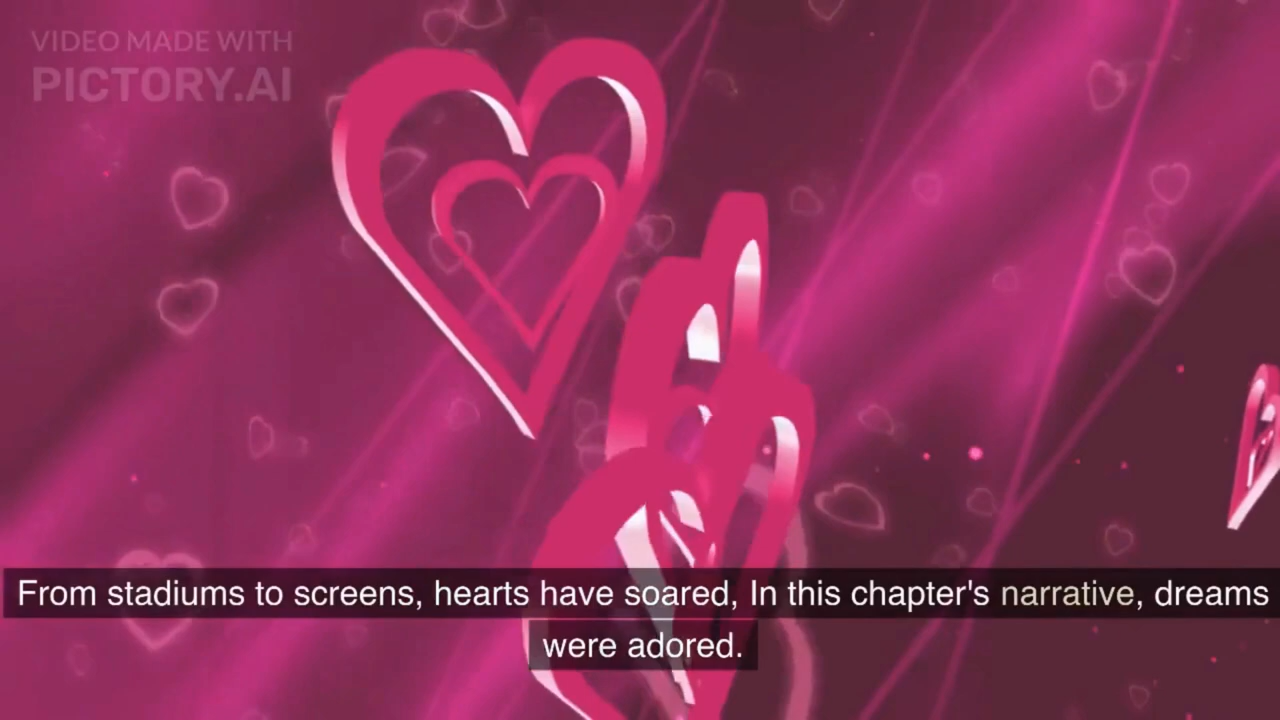 VIDEO MADE WITH
PICTORY.AI
From stadiums to screens, hearts have soared, In this chapter's narrative, dreams
were adored.